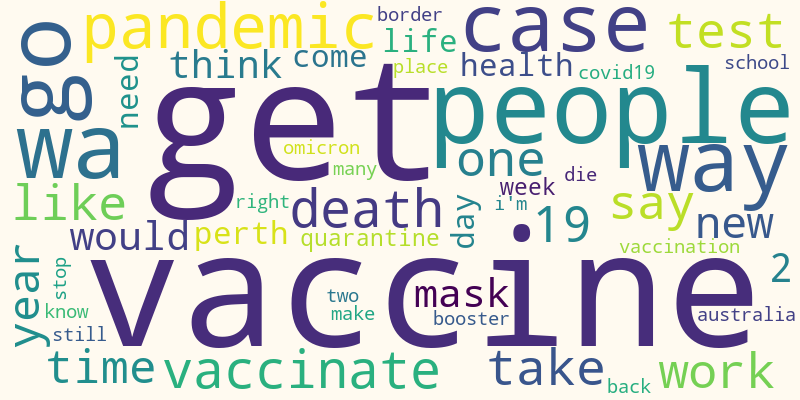 pandemic
border
case
test
go
life
think
come
need
place
health
covid19
school
get
people
wa
omicron
many
one
way
week
die
like
right
death
day
i'm
19
say
new
would
perth
quarantine
vaccination
year
stop
vaccine
2
know
two
make
mask
booster
australia
still
time
vaccinate
take
back
work